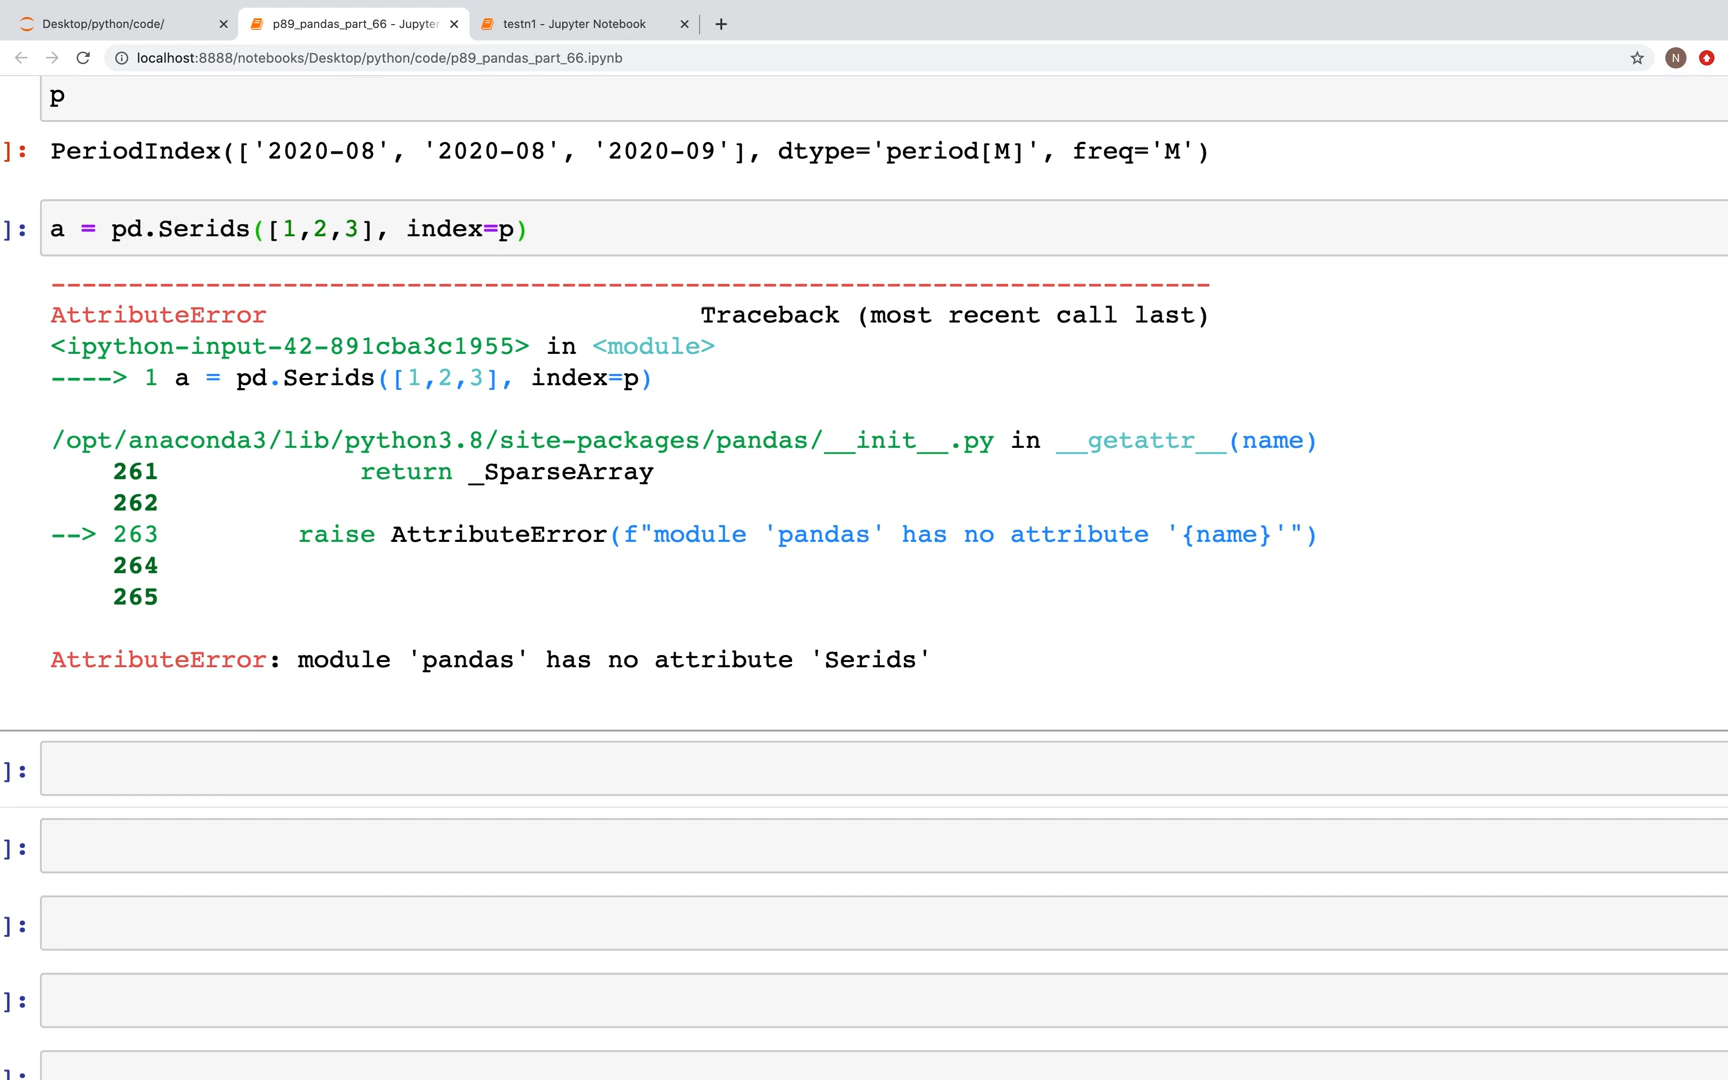 Desktop/python/code/
p89_pandas_part_66 - Jupyter
testn1 - Jupyter Notebook
localhost:8888/notebooks/Desktop/python/code/p89_pandas_part_66.ipynb
N
p
]: PeriodIndex(['2020-08', '2020-08', '2020-09'], dtype='period[M]', freq='M')
]: a = pd.Serids([1,2,3], index=p)
---------------------------------------------------------------------------
AttributeError Traceback (most recent call last)
<ipython-input-42-891cba3c1955> in <module>
----> 1 a = pd.Serids([1,2,3], index=p)
/opt/anaconda3/lib/python3.8/site-packages/pandas/__init__.py in __getattr__(name)
261 return _SparseArray
262
--> 263 raise AttributeError(f"module 'pandas' has no attribute '{name}'")
264
265
AttributeError: module 'pandas' has no attribute 'Serids'
]:
]:
]:
]:
]: